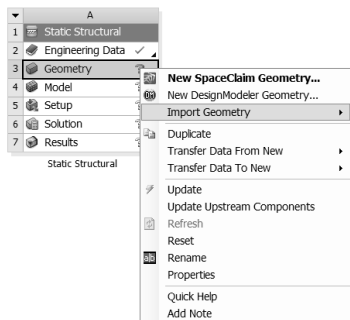 A
1 Static Structural
2 Engineering Data
3 Geometry
4 Model
5 Setup
6 Solution
7 Results
Static Structural
New SpaceClaim Geometry...
New DesignModeler Geometry...
Import Geometry
Duplicate
Transfer Data From New
Transfer Data To New
Update
Update Upstream Components
Refresh
Reset
Rename
Properties
Quick Help
Add Note